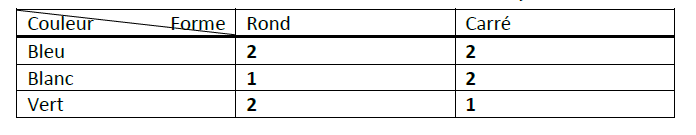 Couleur Forme Rond Carré
Bleu 2 2
Blanc 1 2
Vert 2 1